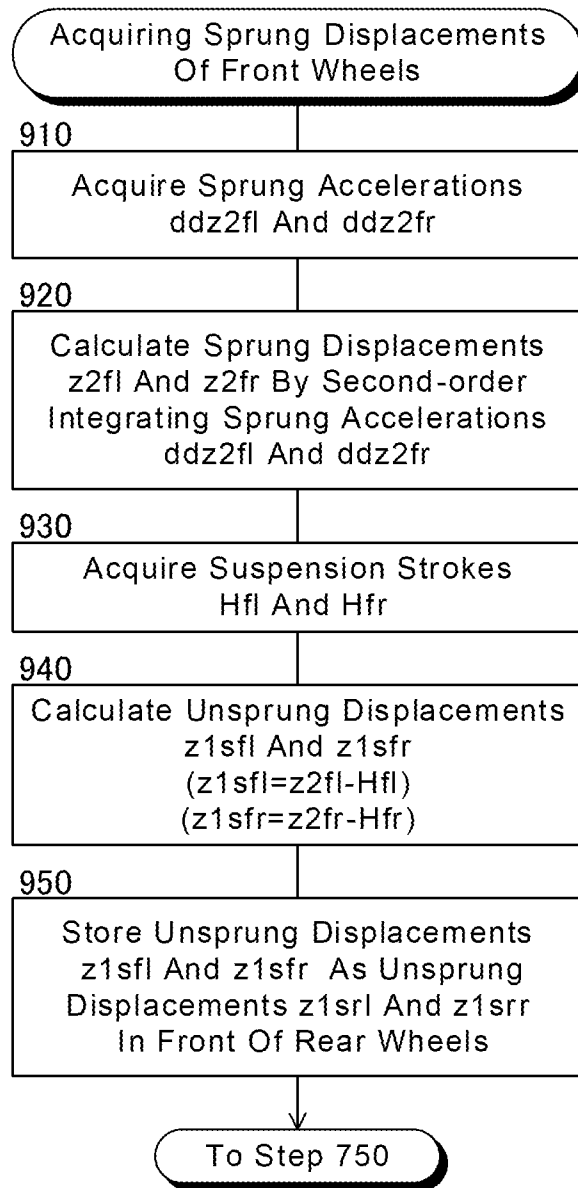 Acquiring Sprung Displacements
Of Front Wheels
910
Acquire Sprung Accelerations
ddz2fl And ddz2fr
920
Calculate Sprung Displacements
z2fl And z2fr By Second-order
Integrating Sprung Accelerations
ddz2fl And ddz2fr
930
Acquire Suspension Strokes
Hfl And Hfr
940
Calculate Unsprung Displacements
z1sfl And z1sfr
(z1sfl=z2fl-Hfl)
(z1sfr=z2fr-Hfr)
950
Store Unsprung Displacements
z1sfl And z1sfr As Unsprung
Displacements z1srl And z1srr
In Front Of Rear Wheels
To Step 750